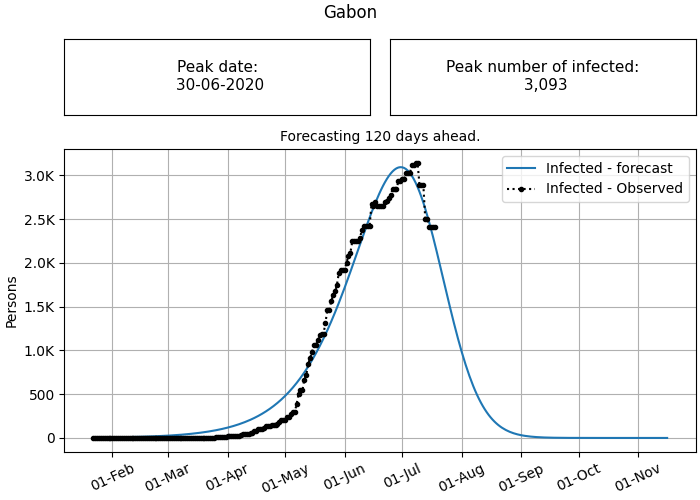 Gabon
Peak date:
30-06-2020
Peak number of infected:
3,093
Forecasting 120 days ahead.
Infected - forecast
Infected - Observed
3.0K
2.5K
2.0K
1.5K
1.0K
500
0
Persons
01-Feb
01-Mar
01-Apr
01-May
01-Jun
01-Jul
01-Aug
01-Sep
01-Oct
01-Nov